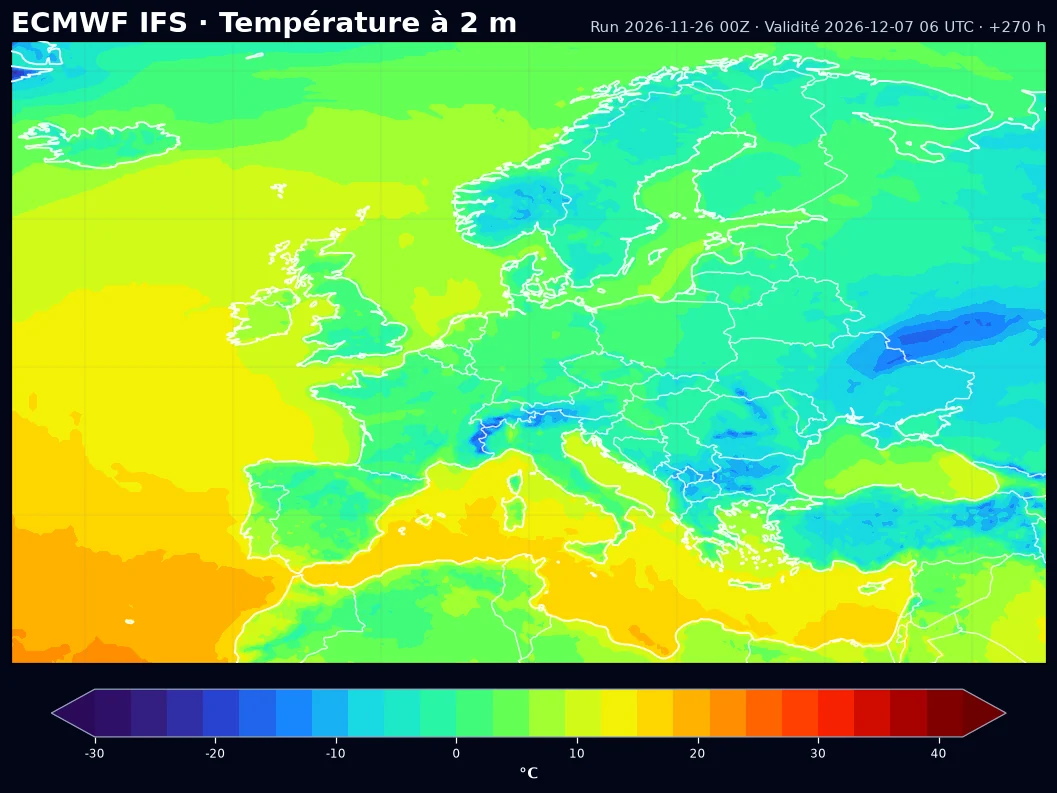 ECMWF IFS · Température à 2 m
Run 2026-11-26 00Z · Validité 2026-12-07 06 UTC · +270 h
-30 -20 -10 0 10 20 30 40
°C